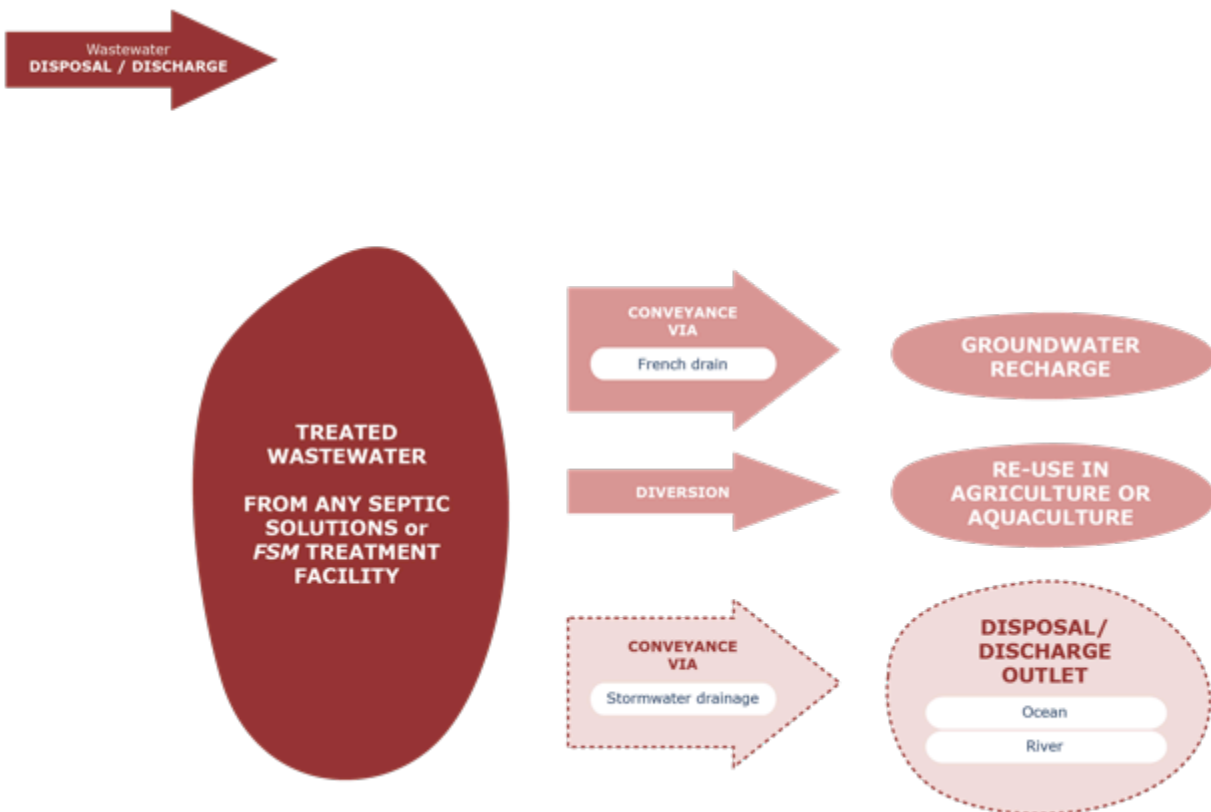 Wastewater
DISPOSAL / DISCHARGE
TREATED
WASTEWATER
FROM ANY SEPTIC
SOLUTIONS or
FSM TREATMENT
FACILITY
CONVEYANCE
VIA
French drain
GROUNDWATER
RECHARGE
DIVERSION
RE-USE IN
AGRICULTURE OR
AQUACULTURE
CONVEYANCE
VIA
Stormwater drainage
DISPOSAL/
DISCHARGE
OUTLET
Ocean
River